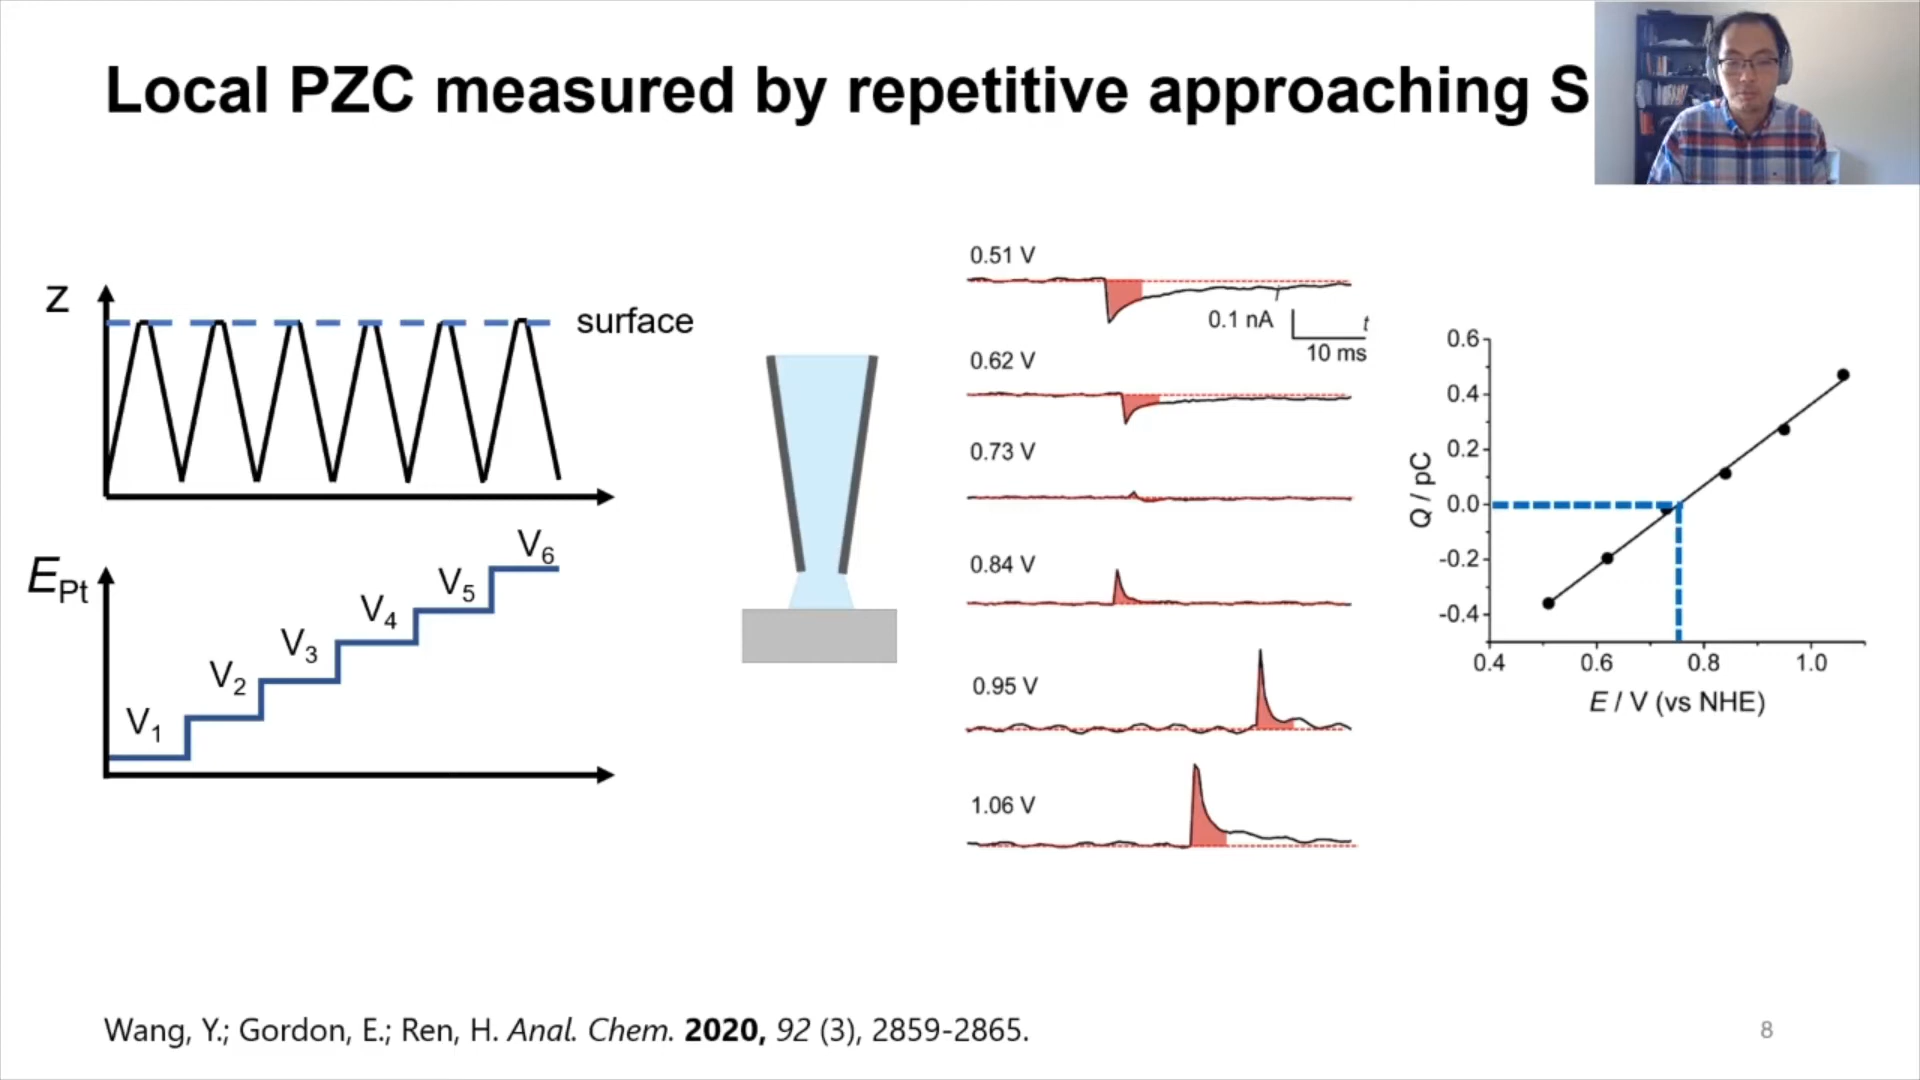 Local PZC measured by repetitive approaching S
z
surface
E_Pt
V1
V2
V3
V4
V5
V6
0.51 V
0.1 nA
t
10 ms
0.62 V
0.73 V
0.84 V
0.95 V
1.06 V
Q / pC
0.6
0.4
0.2
0.0
-0.2
-0.4
0.4 0.6 0.8 1.0
E / V (vs NHE)
Wang, Y.; Gordon, E.; Ren, H. Anal. Chem. 2020, 92 (3), 2859-2865.
8